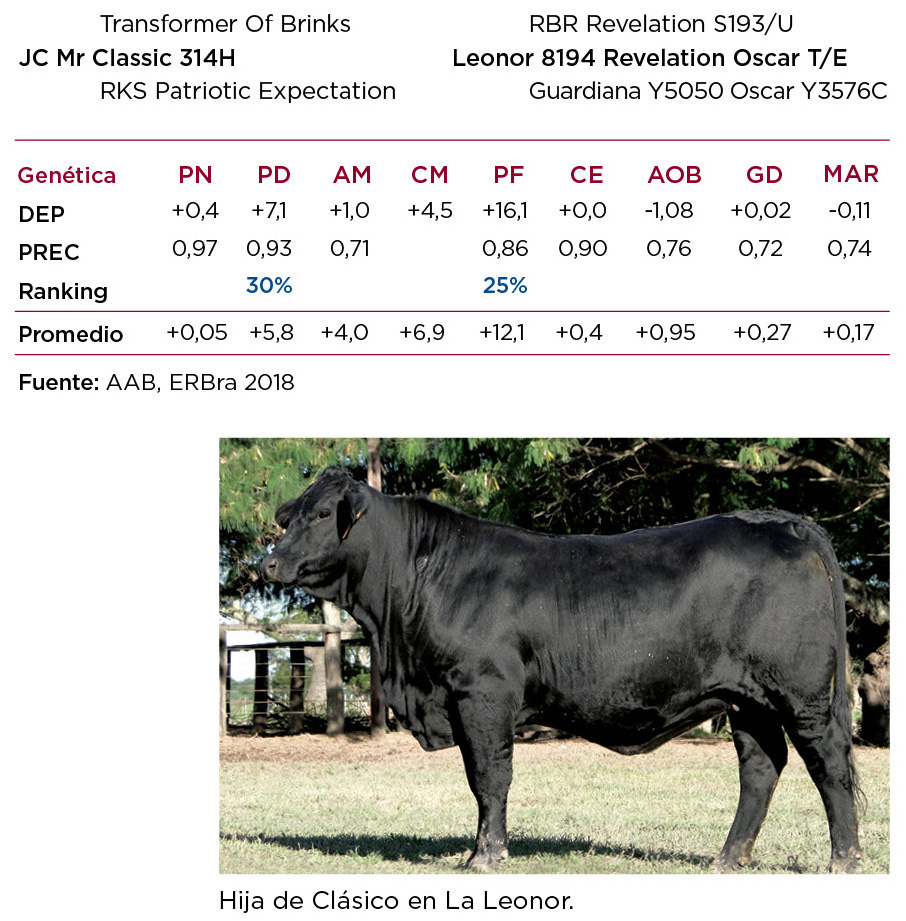 Transformer Of Brinks RBR Revelation S193/U
JC Mr Classic 314H Leonor 8194 Revelation Oscar T/E
RKS Patriotic Expectation Guardiana Y5050 Oscar Y3576C
Genética PN PD AM CM PF CE AOB GD MAR
DEP +0,4 +7,1 +1,0 +4,5 +16,1 +0,0 -1,08 +0,02 -0,11
PREC 0,97 0,93 0,71 0,86 0,90 0,76 0,72 0,74
Ranking 30% 25%
Promedio +0,05 +5,8 +4,0 +6,9 +12,1 +0,4 +0,95 +0,27 +0,17
Fuente: AAB, ERBra 2018
Hija de Clásico en La Leonor.